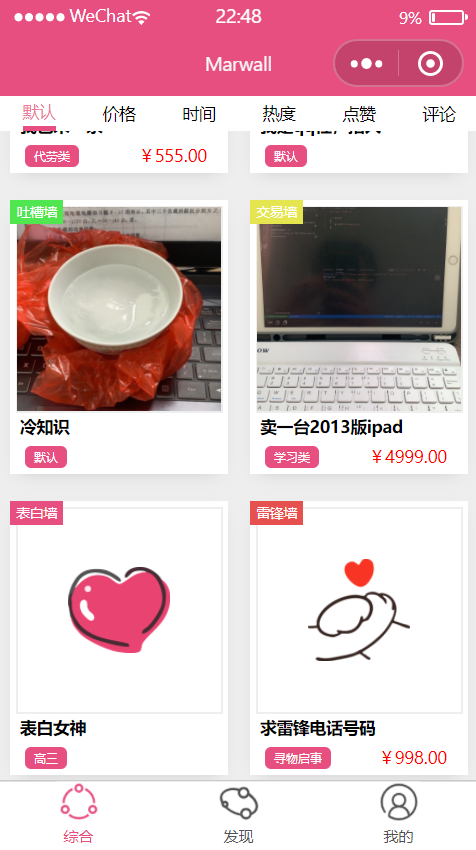 WeChat 22:48 9%
Marwall
默认 价格 时间 热度 点赞 评论
代劳类 ￥555.00 默认
吐槽墙 交易墙
冷知识 卖一台2013版ipad
默认 学习类 ￥4999.00
表白墙 雷锋墙
表白女神 求雷锋电话号码
高三 寻物启事 ￥998.00
综合 发现 我的